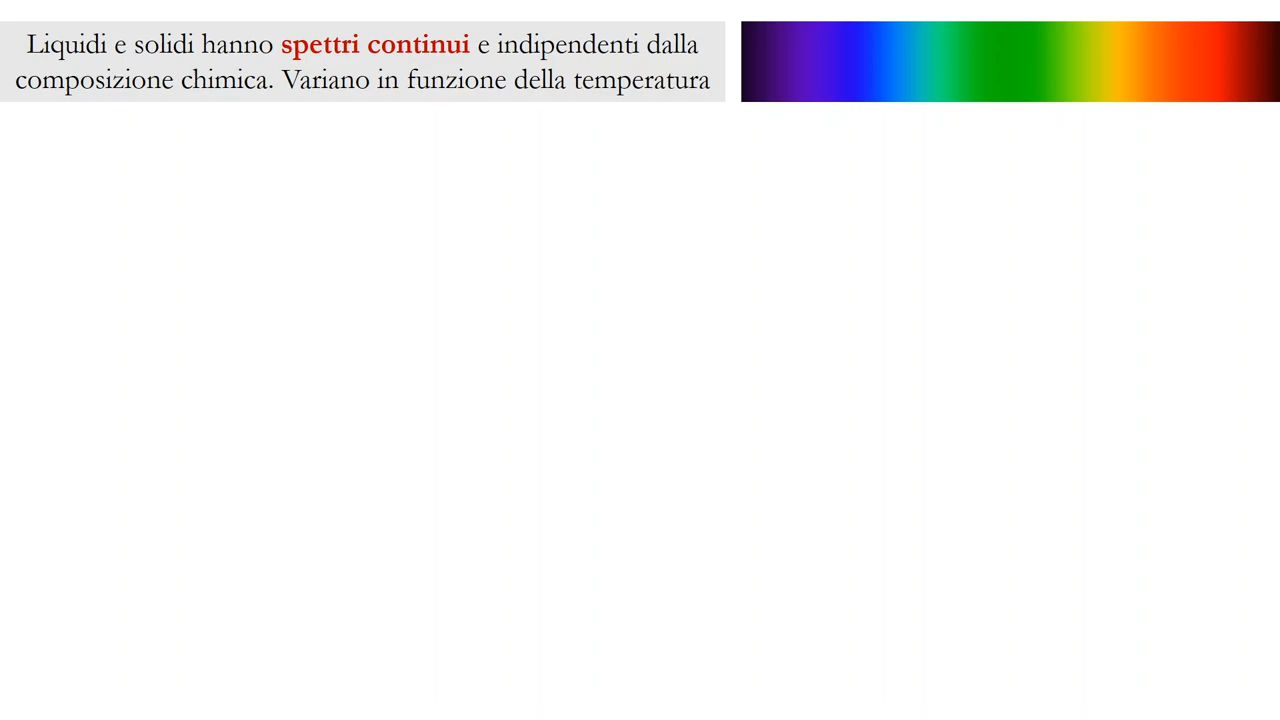 Liquidi e solidi hanno spettri continui e indipendenti dalla
composizione chimica. Variano in funzione della temperatura